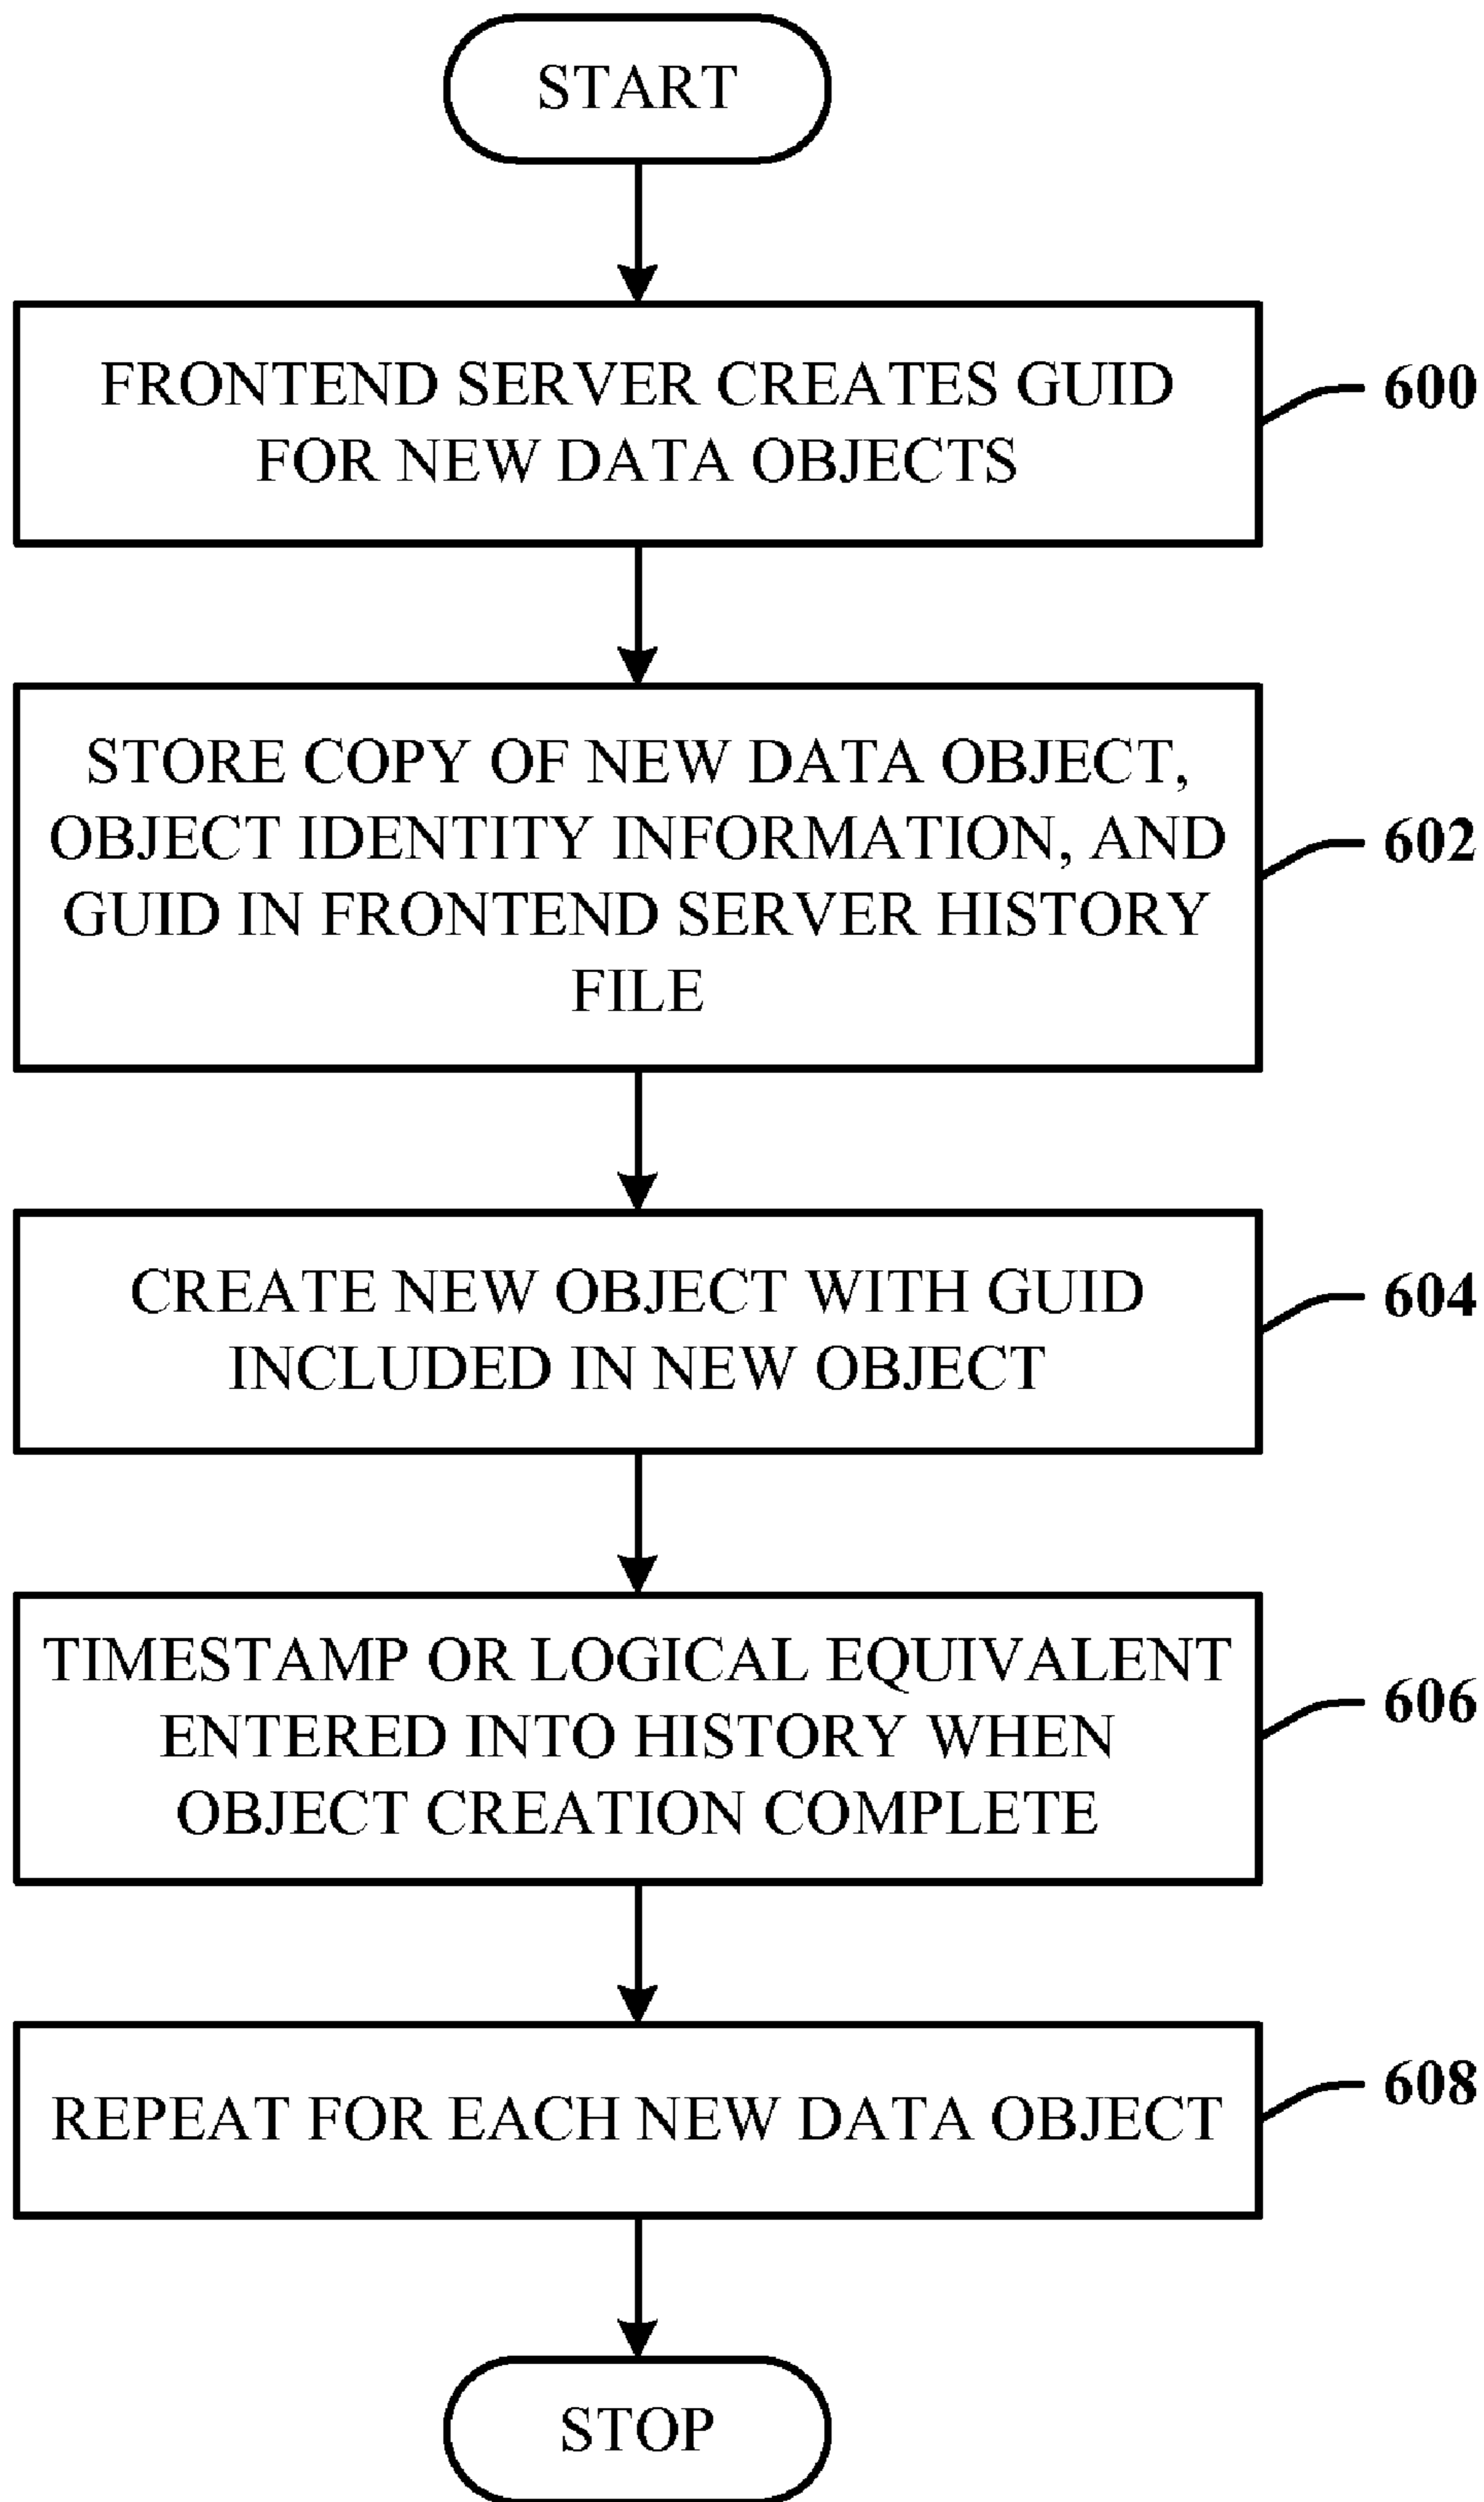 START
FRONTEND SERVER CREATES GUID
FOR NEW DATA OBJECTS
600
STORE COPY OF NEW DATA OBJECT,
OBJECT IDENTITY INFORMATION, AND
GUID IN FRONTEND SERVER HISTORY
FILE
602
CREATE NEW OBJECT WITH GUID
INCLUDED IN NEW OBJECT
604
TIMESTAMP OR LOGICAL EQUIVALENT
ENTERED INTO HISTORY WHEN
OBJECT CREATION COMPLETE
606
REPEAT FOR EACH NEW DATA OBJECT
608
STOP